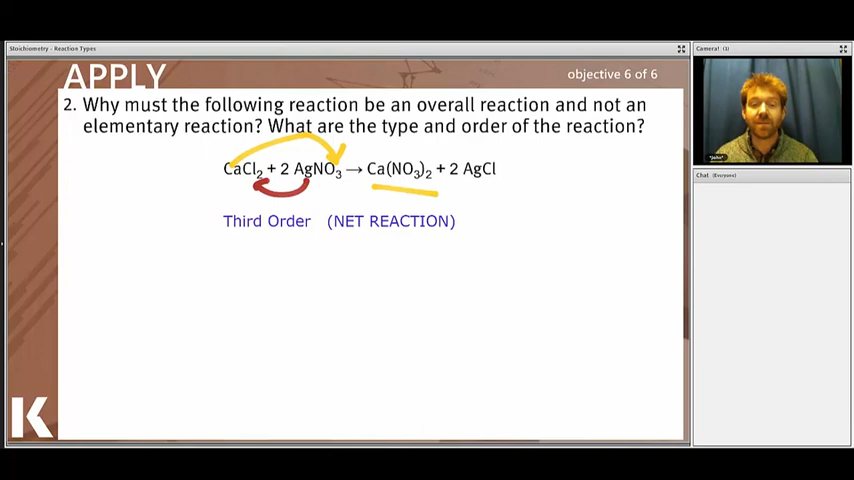 Stoichiometry - Reaction Types
Camera! (1)
APPLY
objective 6 of 6
2. Why must the following reaction be an overall reaction and not an
elementary reaction? What are the type and order of the reaction?
CaCl₂ + 2 AgNO₃ → Ca(NO₃)₂ + 2 AgCl
Third Order (NET REACTION)
K
*john*
Chat (Everyone)